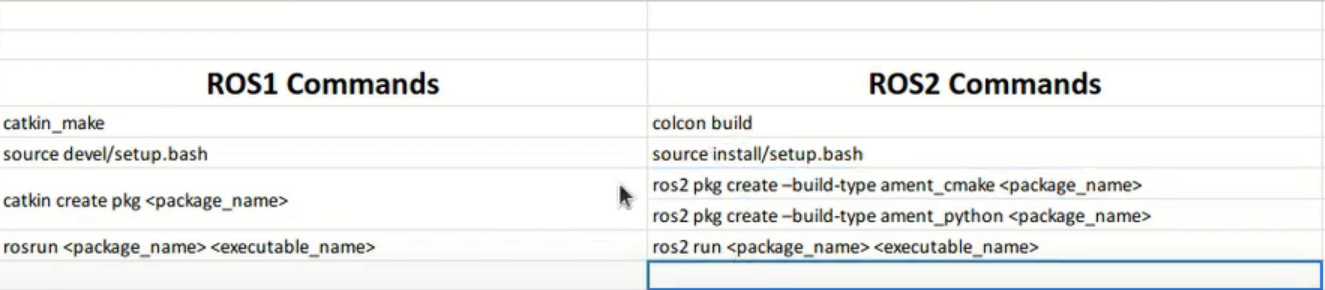 ROS1 Commands
ROS2 Commands
catkin_make
colcon build
source devel/setup.bash
source install/setup.bash
catkin create pkg <package_name>
ros2 pkg create –build-type ament_cmake <package_name>
ros2 pkg create –build-type ament_python <package_name>
rosrun <package_name> <executable_name>
ros2 run <package_name> <executable_name>